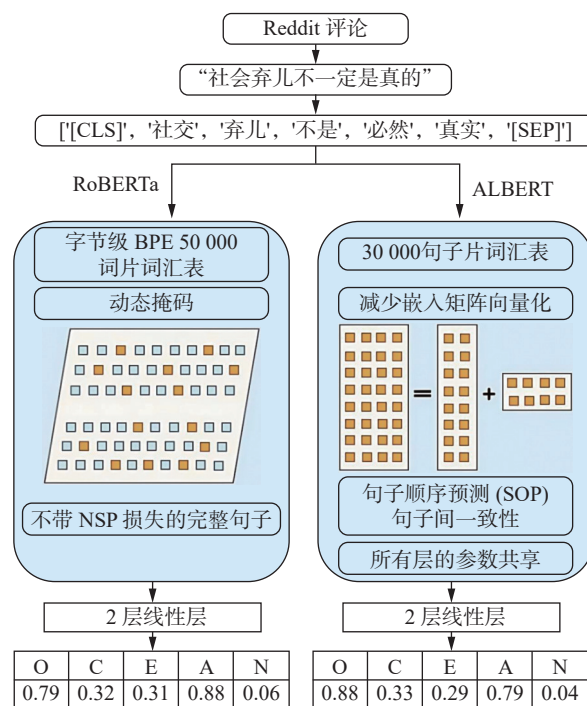 Reddit 评论
“社会弃儿不一定是真的”
['[CLS]', '社交', '弃儿', '不是', '必然', '真实', '[SEP]']
RoBERTa
ALBERT
字节级 BPE 50 000
词片词汇表
动态掩码
不带 NSP 损失的完整句子
30 000句子片词汇表
减少嵌入矩阵向量化
=
+
句子顺序预测 (SOP)
句子间一致性
所有层的参数共享
2 层线性层
2 层线性层
O C E A N
0.79 0.32 0.31 0.88 0.06
O C E A N
0.88 0.33 0.29 0.79 0.04